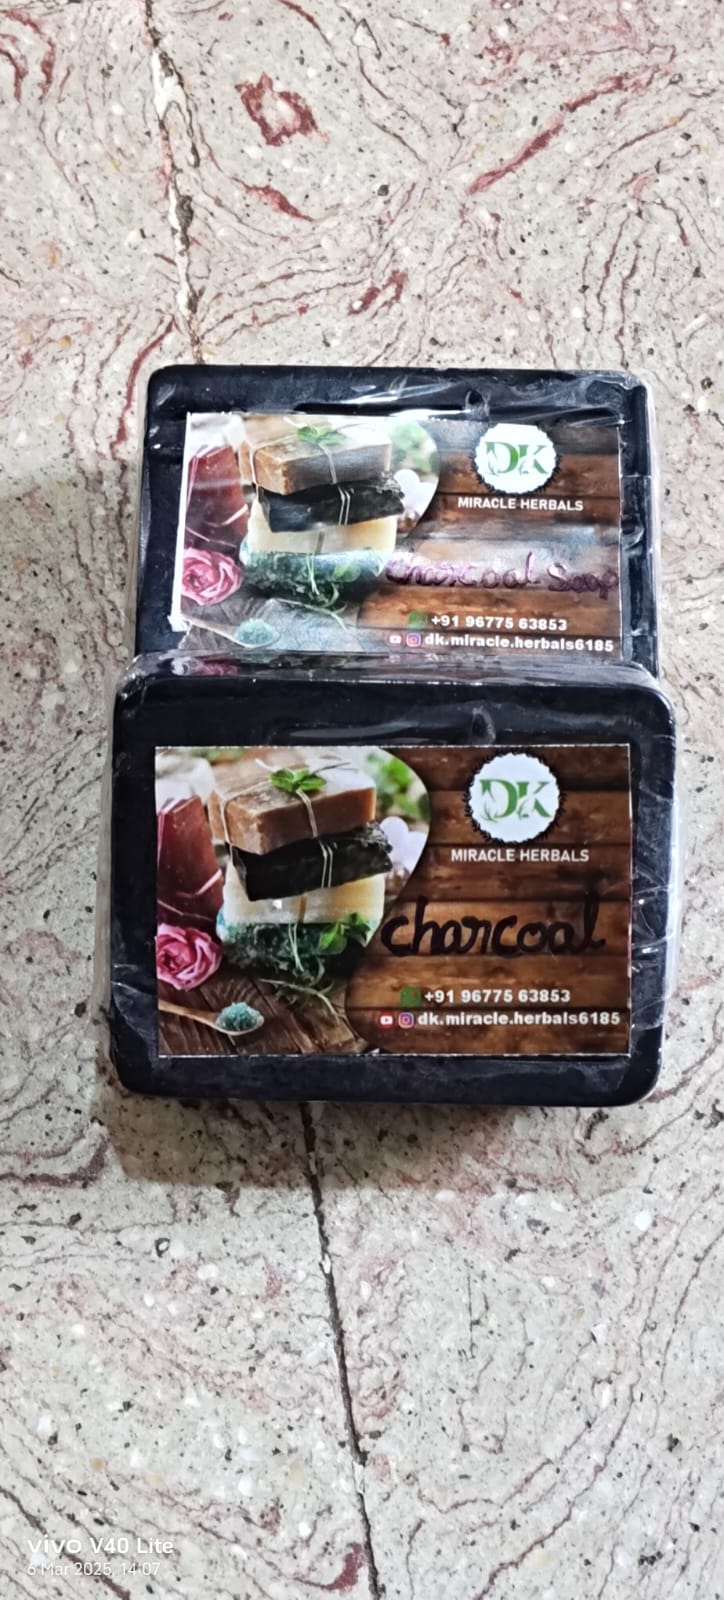 DK
MIRACLE HERBALS
charcoal Soap
+91 96775 63853
dk.miracle.herbals6185
DK
MIRACLE HERBALS
charcoal
+91 96775 63853
dk.miracle.herbals6185
vivo V40 Lite
6 Mar 2025, 14:07